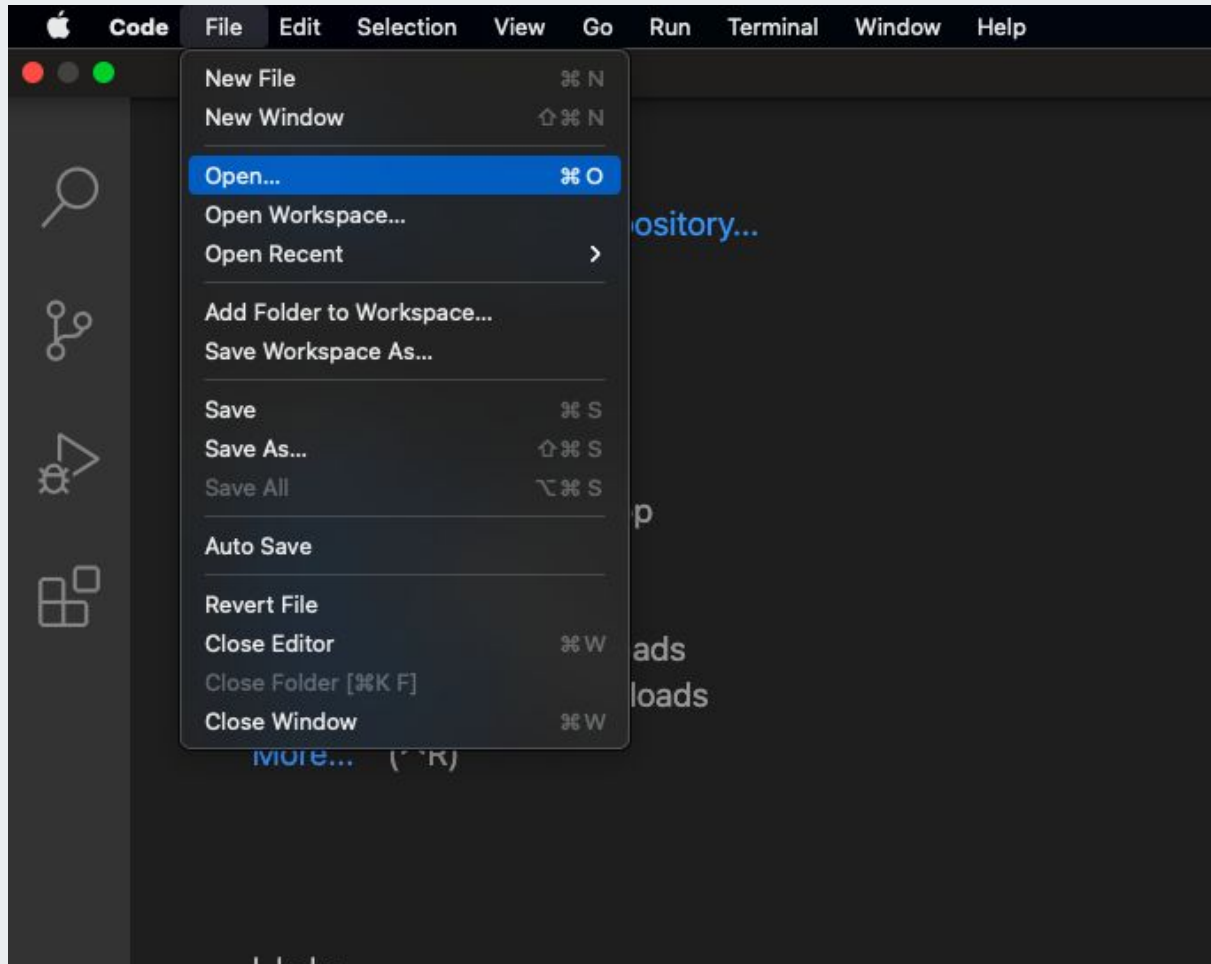 Code File Edit Selection View Go Run Terminal Window Help
New File ⌘ N
New Window ⇧ ⌘ N
Open... ⌘ O
Open Workspace...
ository...
Open Recent
Add Folder to Workspace...
Save Workspace As...
Save ⌘ S
Save As... ⇧ ⌘ S
Save All ⌥ ⌘ S
p
Auto Save
Revert File
Close Editor ⌘ W
ads
Close Folder [⌘K F]
loads
Close Window ⌘ W
More... (^R)